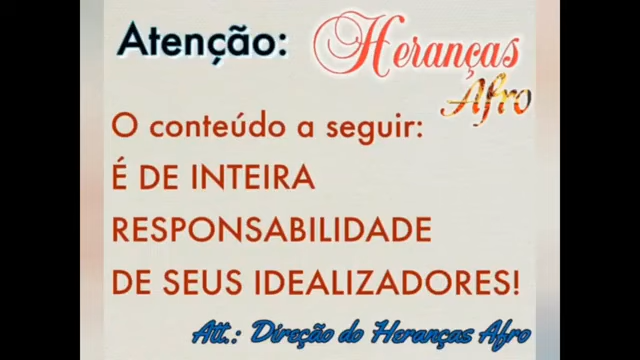 Atenção: Heranças
Afro
O conteúdo a seguir:
É DE INTEIRA
RESPONSABILIDADE
DE SEUS IDEALIZADORES!
Att.: Direção do Heranças Afro